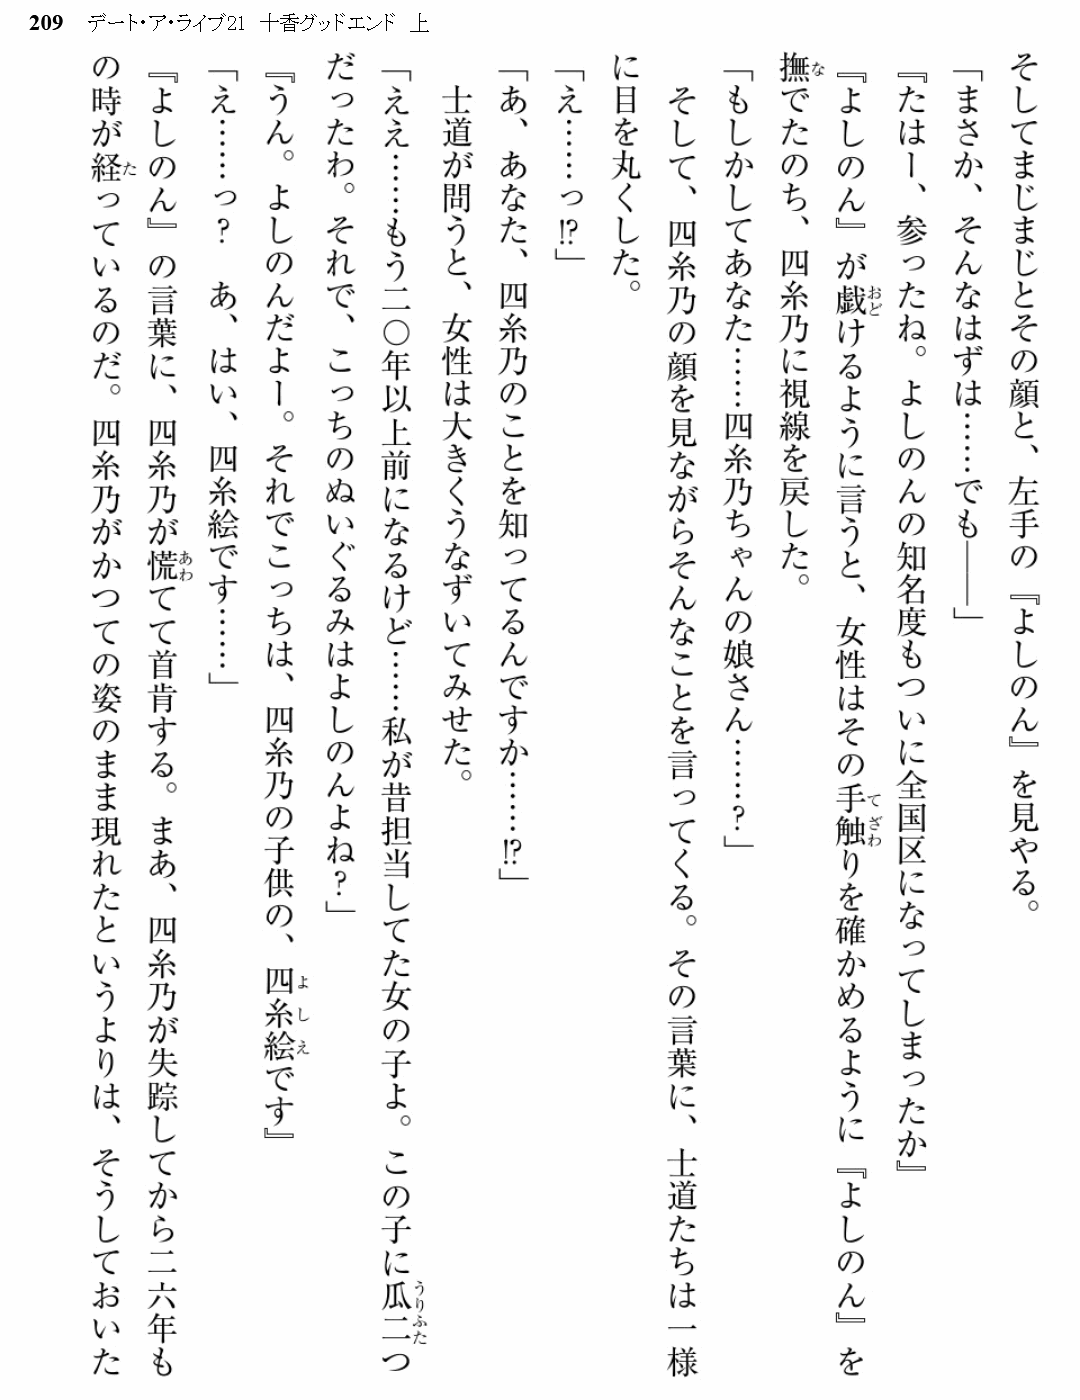 209 デート・ア・ライブ21 十香グッドエンド 上
そしてまじまじとその顔と、左手の『よしのん』を見やる。
「まさか、そんなはずは……でも――」
『たはー、参ったね。よしのんの知名度もついに全国区になってしまったか』
『よしのん』が戯けるように言うと、女性はその手触りを確かめるように『よしのん』を
撫でたのち、四糸乃に視線を戻した。
「もしかしてあなた……四糸乃ちゃんの娘さん……?」
そして、四糸乃の顔を見ながらそんなことを言ってくる。その言葉に、士道たちは一様
に目を丸くした。
「え……っ!?」
「あ、あなた、四糸乃のことを知ってるんですか……!?」
士道が問うと、女性は大きくうなずいてみせた。
「ええ……もう二〇年以上前になるけど……私が昔担当してた女の子よ。この子に瓜二つ
だったわ。それで、こっちのぬいぐるみはよしのんよね?」
『うん。よしのんだよー。それでこっちは、四糸乃の子供の、四糸絵です』
「え……っ? あ、はい、四糸絵です……」
『よしのん』の言葉に、四糸乃が慌てて首肯する。まあ、四糸乃が失踪してから二六年も
の時が経っているのだ。四糸乃がかつての姿のまま現れたというよりは、そうしておいた